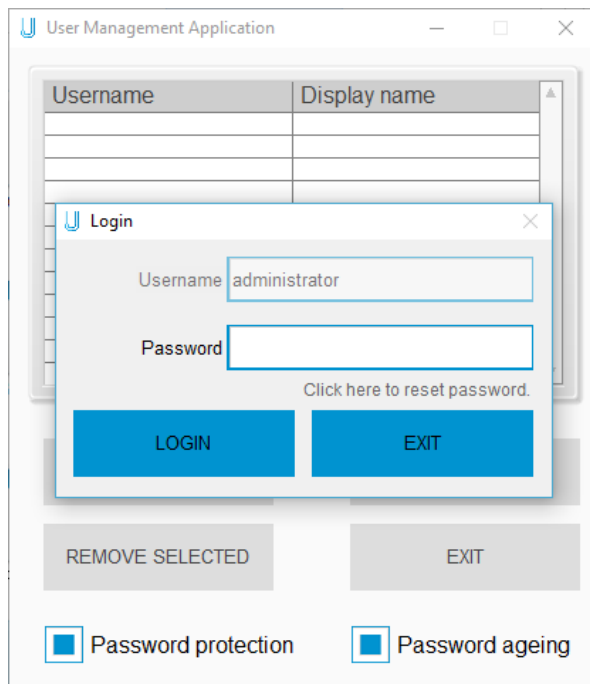 User Management Application
Username Display name
Login
Username administrator
Password
Click here to reset password.
LOGIN EXIT
REMOVE SELECTED EXIT
Password protection Password ageing